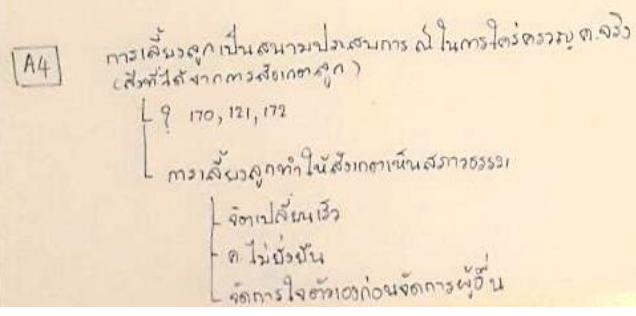 A4
การเลี้ยงลูกเป็นสนามประสบการณ์ในการใคร่ครวญ ค.จริง
(สิ่งที่ได้จากการสังเกตลูก)
? 170, 121, 172
การเลี้ยงลูกทำให้สังเกตเห็นสภาวธรรม
จิตเปลี่ยนเร็ว
ค.ไม่ยั่งยืน
จัดการใจตัวเองก่อนจัดการผู้อื่น